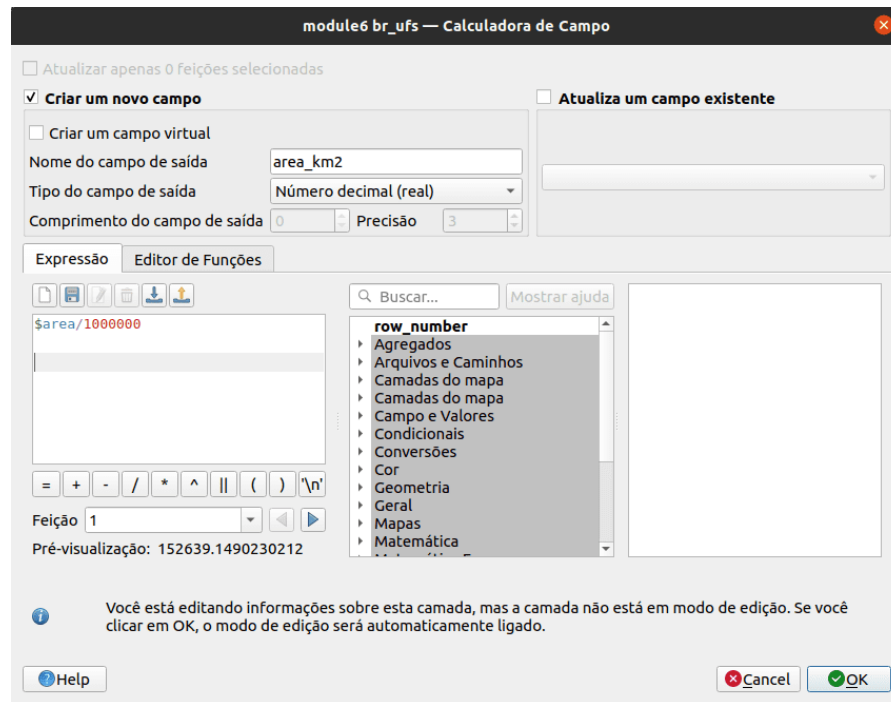 module6 br_ufs — Calculadora de Campo
Atualizar apenas 0 feições selecionadas
Criar um novo campo
Atualiza um campo existente
Criar um campo virtual
Nome do campo de saída area_km2
Tipo do campo de saída Número decimal (real)
Comprimento do campo de saída 0 Precisão 3
Expressão Editor de Funções
Buscar... Mostrar ajuda
$area/1000000
row_number
Agregados
Arquivos e Caminhos
Camadas do mapa
Camadas do mapa
Campo e Valores
Condicionais
Conversões
Cor
Geometria
Geral
Mapas
Matemática
= + - / * ^ || ( ) '\n'
Feição 1
Pré-visualização: 152639.1490230212
Você está editando informações sobre esta camada, mas a camada não está em modo de edição. Se você
clicar em OK, o modo de edição será automaticamente ligado.
Help Cancel OK